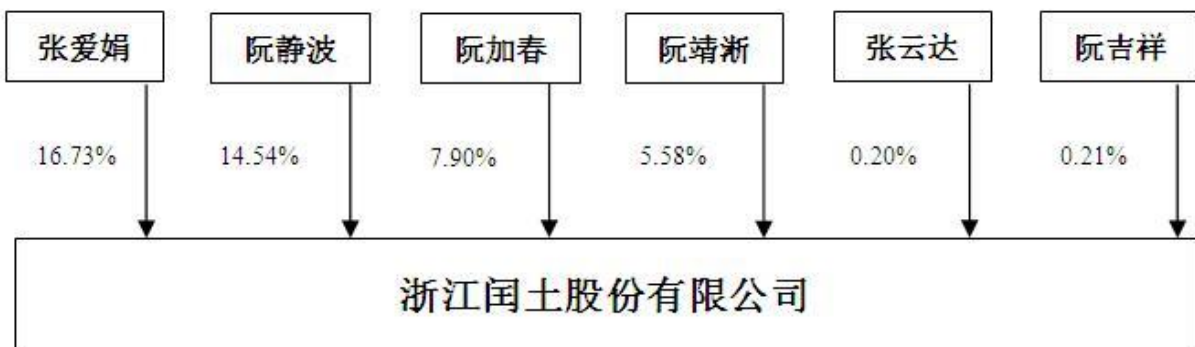 张爱娟 阮静波 阮加春 阮靖淅 张云达 阮吉祥
16.73% 14.54% 7.90% 5.58% 0.20% 0.21%
浙江闰土股份有限公司